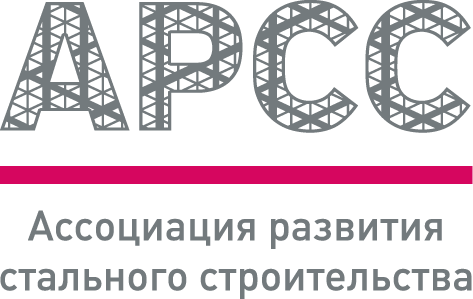 АРСС
Ассоциация развития
стального строительства